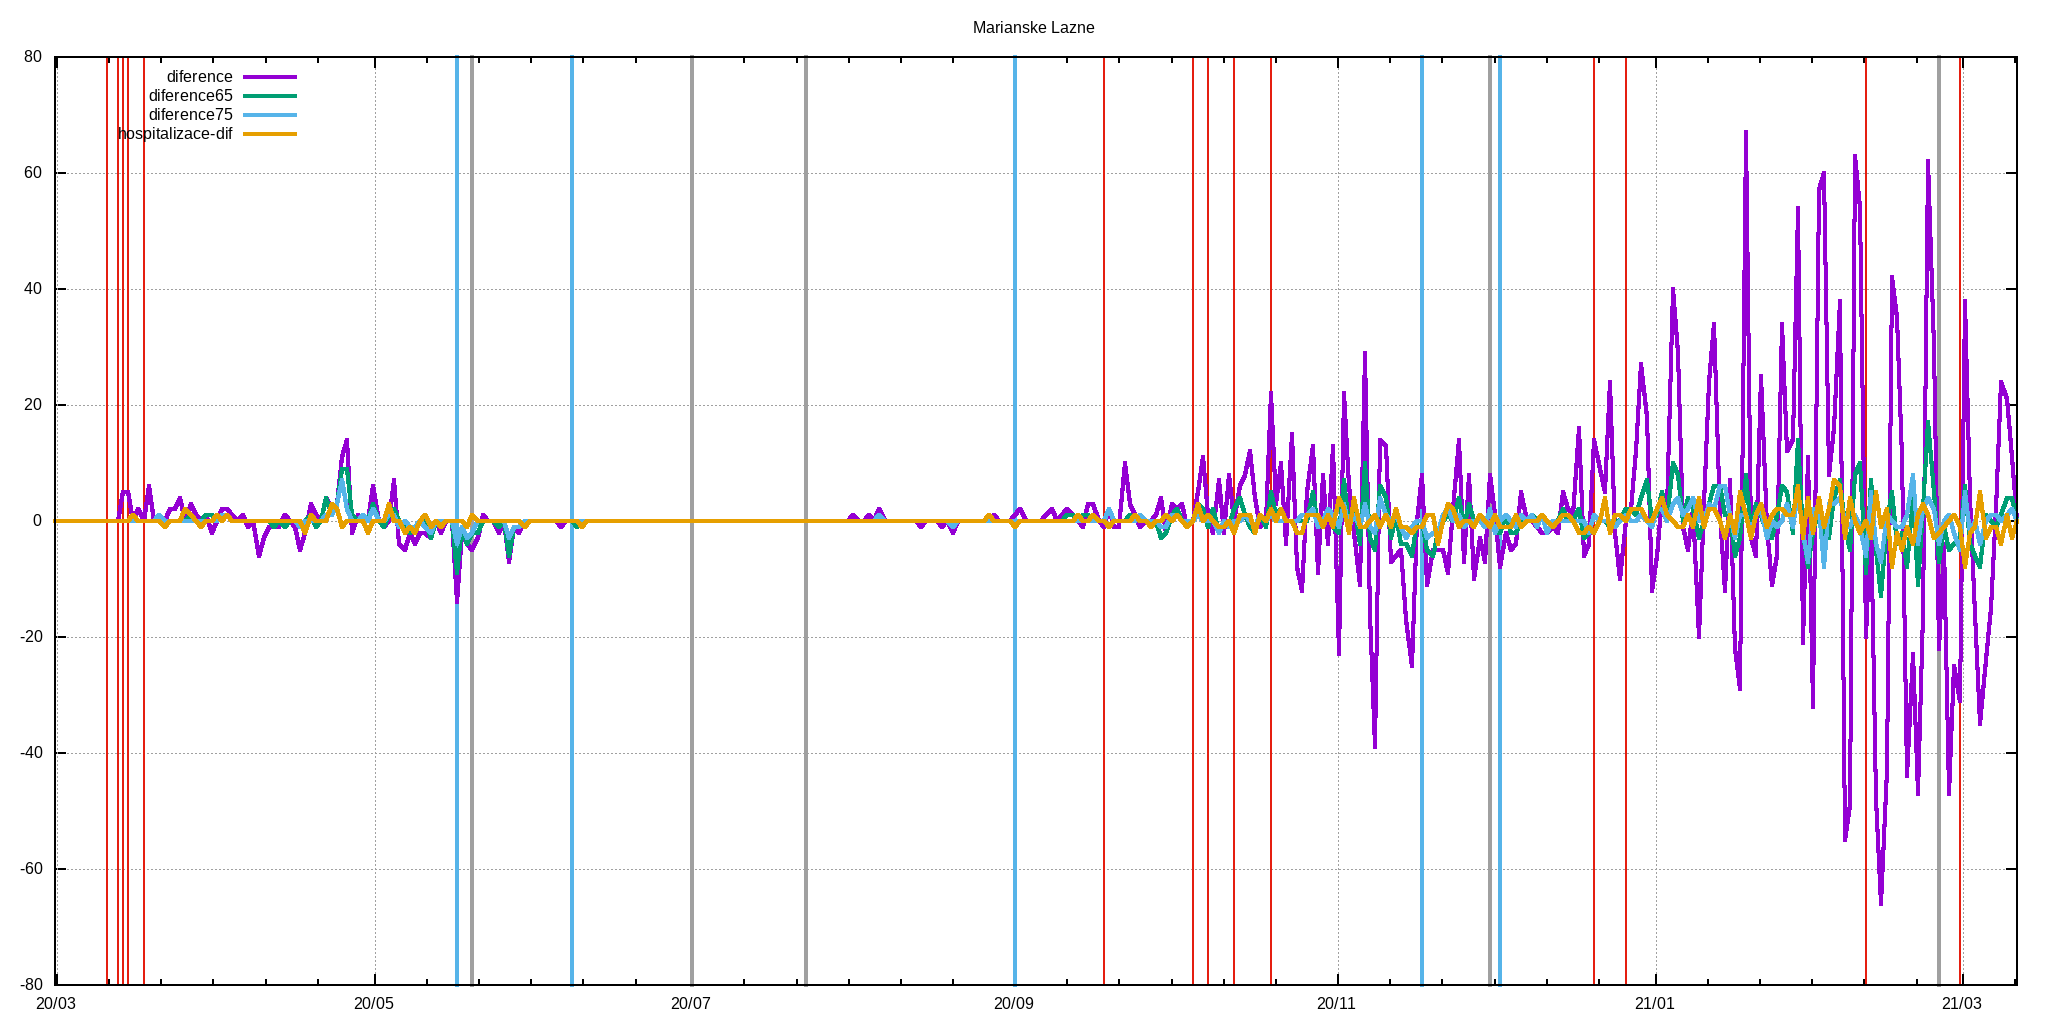 Marianske Lazne
diference
diference65
diference75
hospitalizace-dif
80
60
40
20
0
-20
-40
-60
-80
20/03 20/05 20/07 20/09 20/11 21/01 21/03